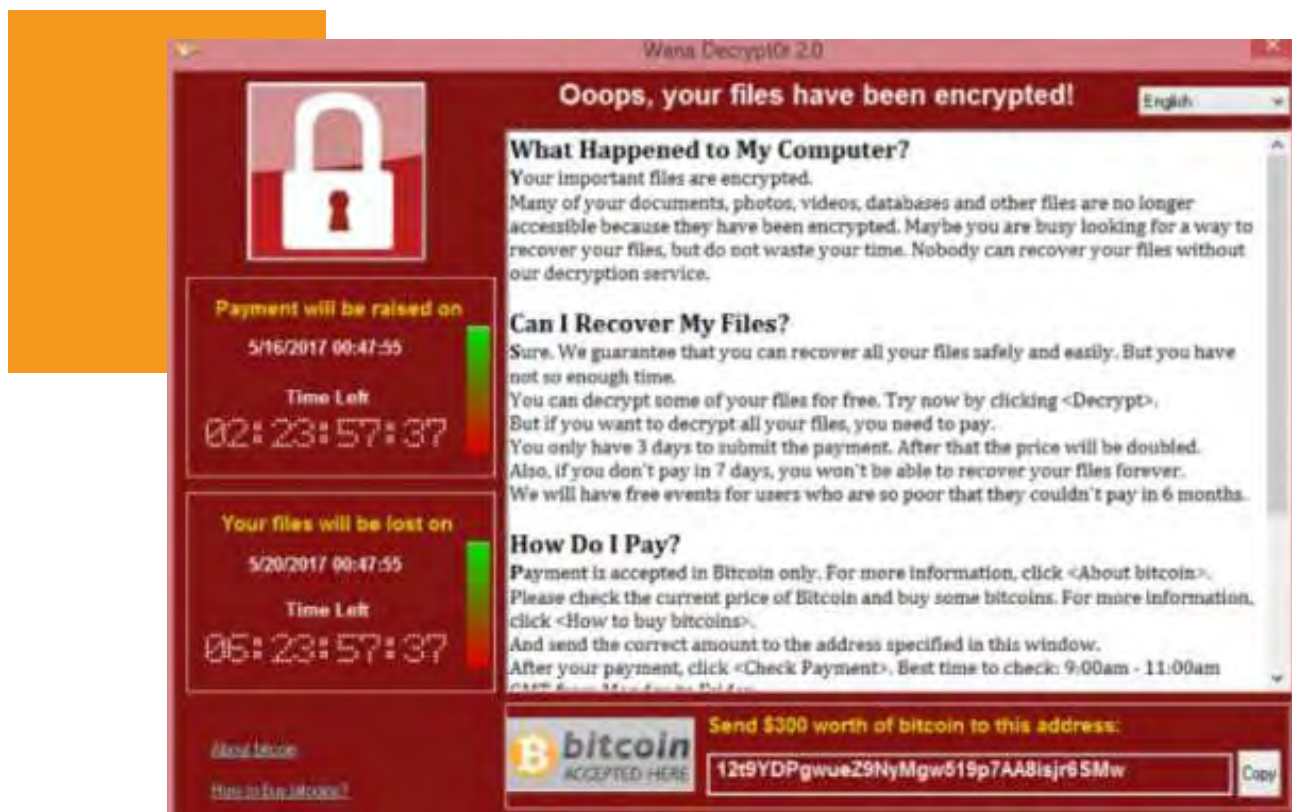 Wana Decrypt0r 2.0
Ooops, your files have been encrypted!
English
Payment will be raised on
5/16/2017 00:47:55
Time Left
02:23:57:37
Your files will be lost on
5/20/2017 00:47:55
Time Left
06:23:57:37
About bitcoin
How to buy bitcoins?
What Happened to My Computer?
Your important files are encrypted.
Many of your documents, photos, videos, databases and other files are no longer
accessible because they have been encrypted. Maybe you are busy looking for a way to
recover your files, but do not waste your time. Nobody can recover your files without
our decryption service.
Can I Recover My Files?
Sure. We guarantee that you can recover all your files safely and easily. But you have
not so enough time.
You can decrypt some of your files for free. Try now by clicking <Decrypt>.
But if you want to decrypt all your files, you need to pay.
You only have 3 days to submit the payment. After that the price will be doubled.
Also, if you don't pay in 7 days, you won't be able to recover your files forever.
We will have free events for users who are so poor that they couldn't pay in 6 months.
How Do I Pay?
Payment is accepted in Bitcoin only. For more information, click <About bitcoin>.
Please check the current price of Bitcoin and buy some bitcoins. For more information,
click <How to buy bitcoins>.
And send the correct amount to the address specified in this window.
After your payment, click <Check Payment>. Best time to check: 9:00am - 11:00am
GMT from Monday to Friday.
bitcoin
ACCEPTED HERE
Send $300 worth of bitcoin to this address:
12t9YDPgwueZ9NyMgw519p7AA8isjr6SMw
Copy